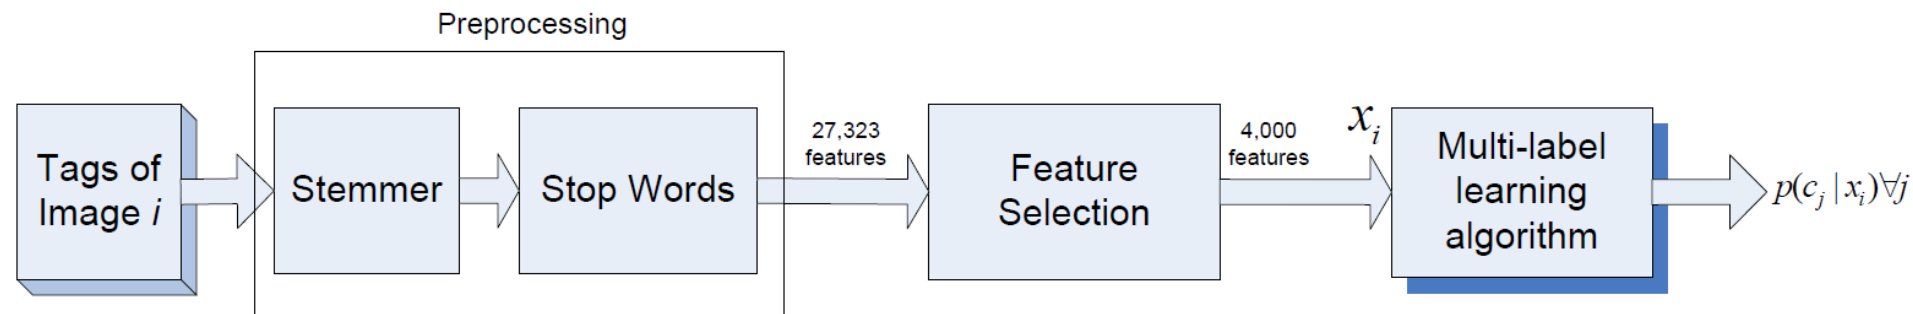 Preprocessing
Tags of
Image i
Stemmer
Stop Words
27,323
features
Feature
Selection
4,000
features
x_i
Multi-label
learning
algorithm
p(c_j | x_i)∀j